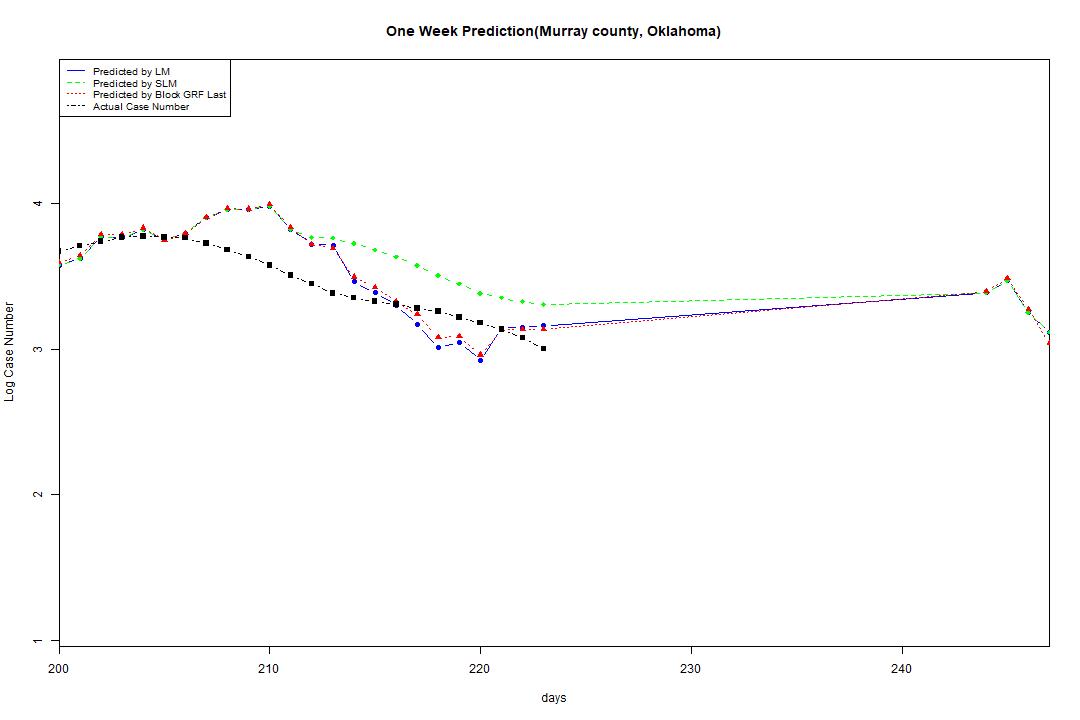 One Week Prediction(Murray county, Oklahoma)
Predicted by LM
Predicted by SLM
Predicted by Block GRF Last
Actual Case Number
Log Case Number
4
3
2
1
200 210 220 230 240
days